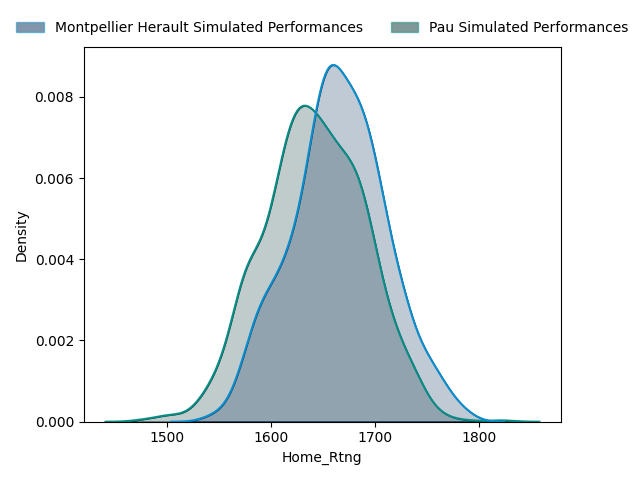 Montpellier Herault Simulated Performances Pau Simulated Performances
0.008
0.006
0.004
0.002
0.000
Density
1500 1600 1700 1800
Home_Rtng